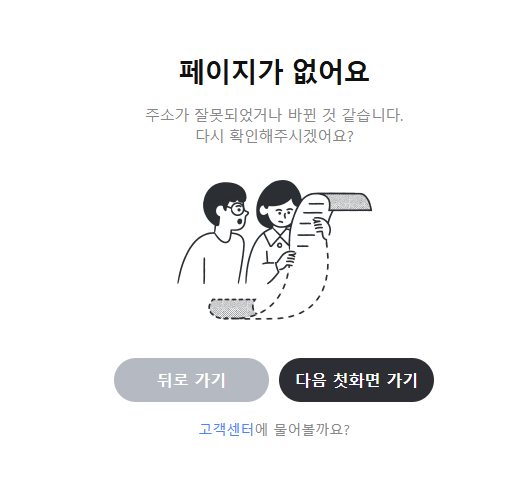 페이지가 없어요
주소가 잘못되었거나 바뀐 것 같습니다.
다시 확인해주시겠어요?
뒤로 가기
다음 첫화면 가기
고객센터에 물어볼까요?